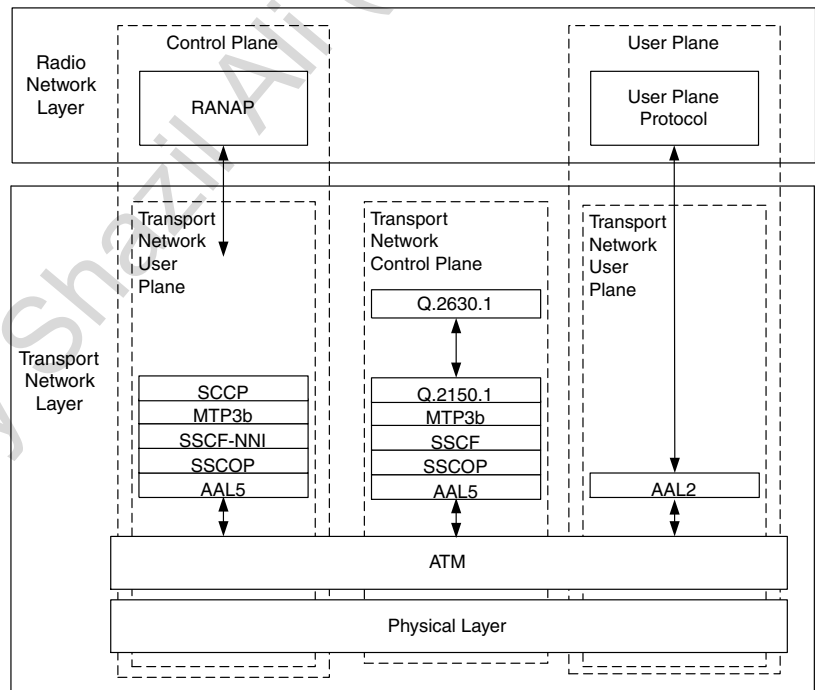 Control Plane
User Plane
Radio
Network
Layer
RANAP
User Plane
Protocol
Transport
Network
User
Plane
Transport
Network
Control Plane
Transport
Network
User
Plane
Q.2630.1
Transport
Network
Layer
SCCP
MTP3b
SSCF-NNI
SSCOP
AAL5
Q.2150.1
MTP3b
SSCF
SSCOP
AAL5
AAL2
ATM
Physical Layer
y Shazil Ali (